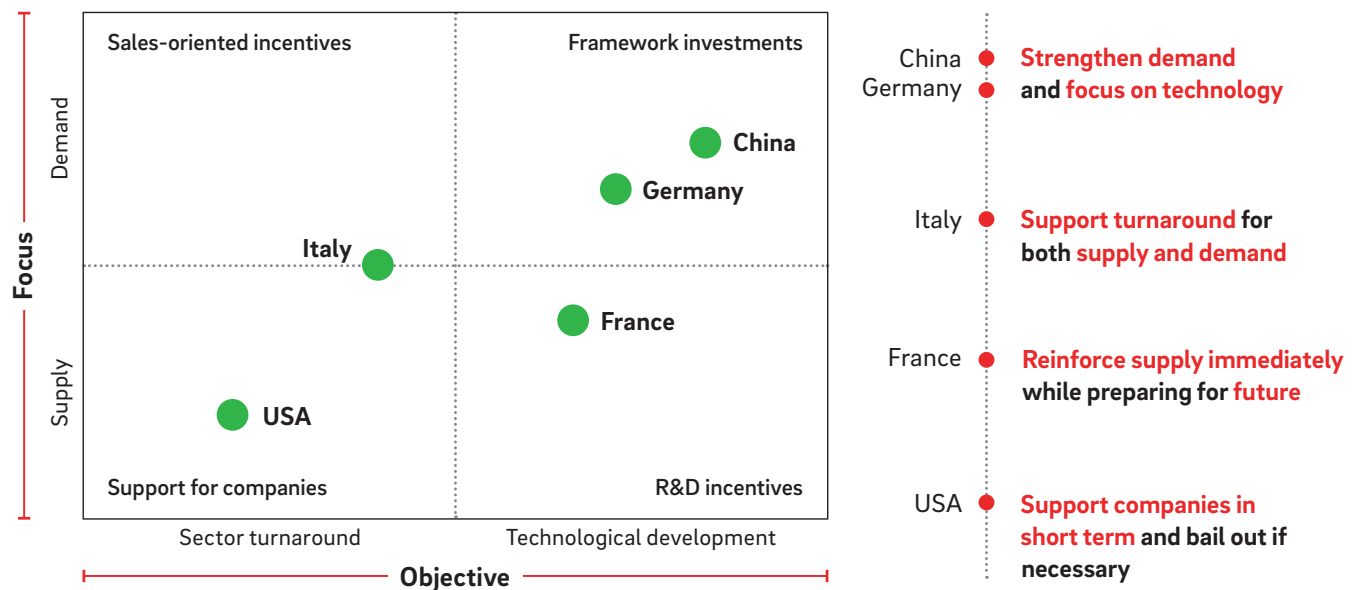 Sales-oriented incentives
Framework investments
Demand
Focus
Supply
China
Germany
Italy
France
USA
Support for companies
R&D incentives
Sector turnaround
Technological development
Objective
China
Germany
Strengthen demand
and focus on technology
Italy
Support turnaround for
both supply and demand
France
Reinforce supply immediately
while preparing for future
USA
Support companies in
short term and bail out if
necessary